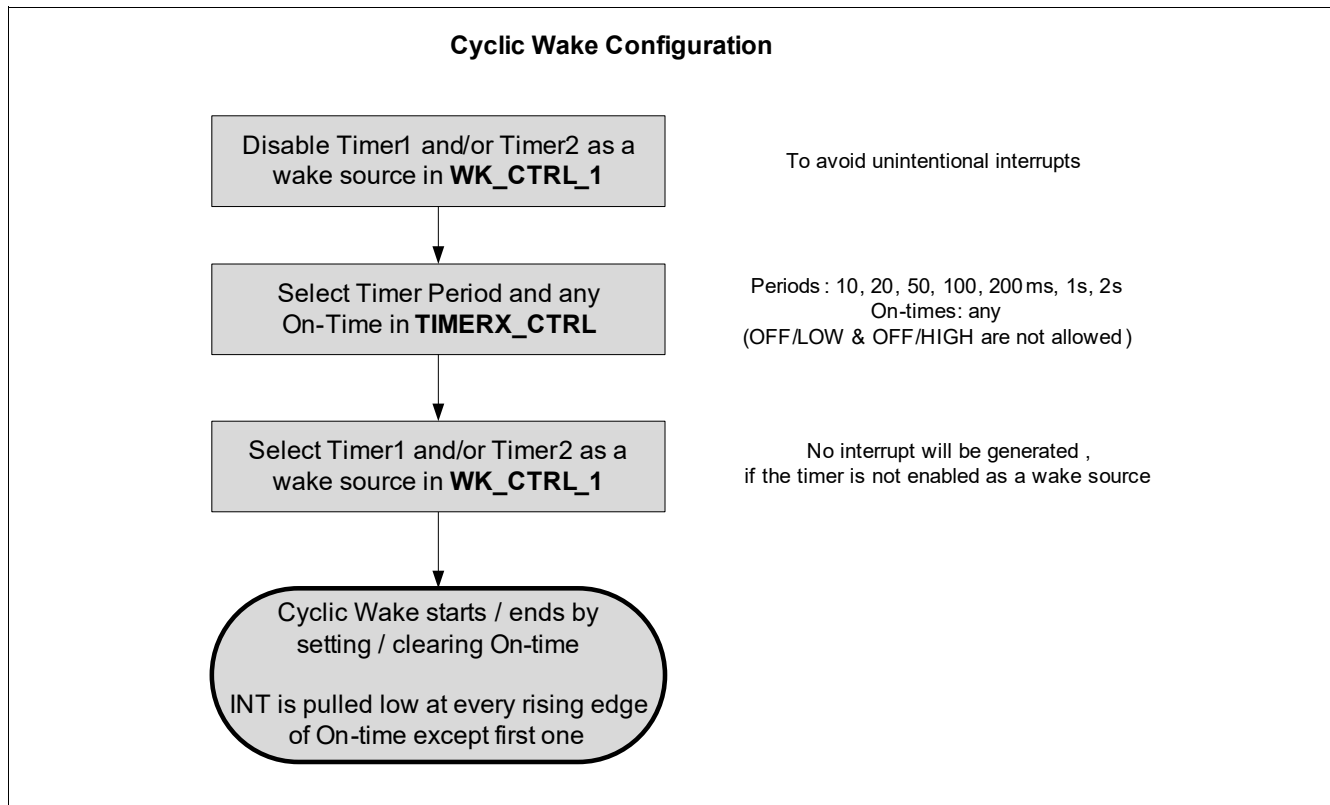 Cyclic Wake Configuration
Disable Timer1 and/or Timer2 as a
wake source in WK_CTRL_1
To avoid unintentional interrupts
Select Timer Period and any
On-Time in TIMERX_CTRL
Periods : 10, 20, 50, 100, 200 ms, 1s, 2s
On-times: any
(OFF/LOW & OFF/HIGH are not allowed )
Select Timer1 and/or Timer2 as a
wake source in WK_CTRL_1
No interrupt will be generated ,
if the timer is not enabled as a wake source
Cyclic Wake starts / ends by
setting / clearing On-time
INT is pulled low at every rising edge
of On-time except first one